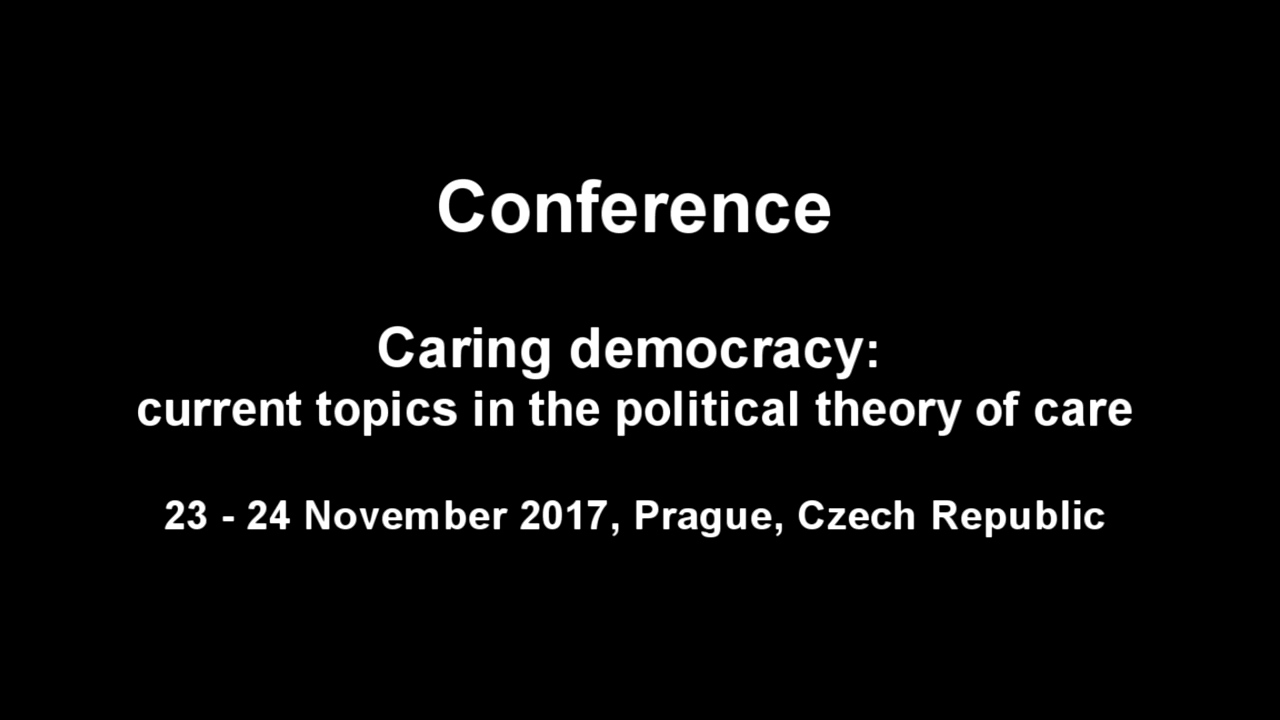 Conference
Caring democracy:
current topics in the political theory of care
23 - 24 November 2017, Prague, Czech Republic